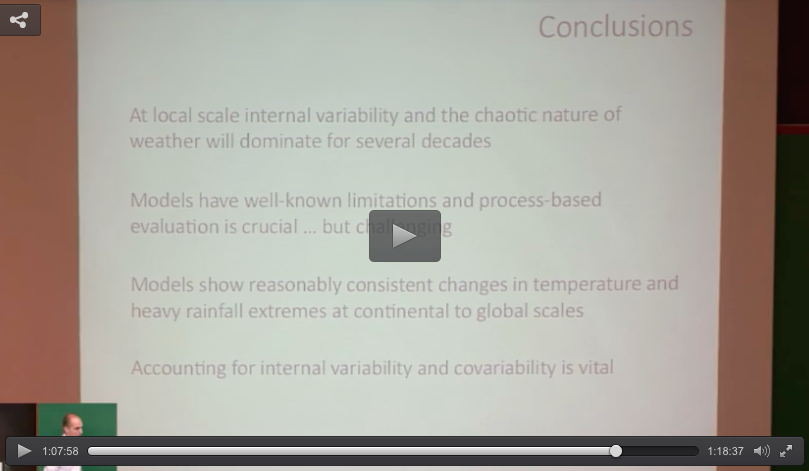 Conclusions
At local scale internal variability and the chaotic nature of
weather will dominate for several decades
Models have well-known limitations and process-based
evaluation is crucial ... but challenging
Models show reasonably consistent changes in temperature and
heavy rainfall extremes at continental to global scales
Accounting for internal variability and covariability is vital
1:07:58
1:18:37